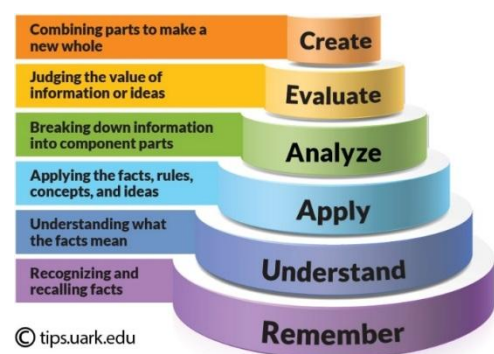 Combining parts to make a
new whole
Create
Judging the value of
information or ideas
Evaluate
Breaking down information
into component parts
Analyze
Applying the facts, rules,
concepts, and ideas
Apply
Understanding what
the facts mean
Understand
Recognizing and
recalling facts
Remember
© tips.uark.edu